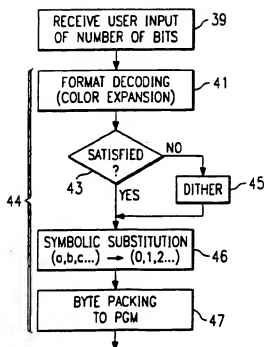 RECEIVE USER INPUT
OF NUMBER OF BITS
39
FORMAT DECODING
(COLOR EXPANSION)
41
SATISFIED
?
43
NO
YES
DITHER
45
44
SYMBOLIC SUBSTITUTION
(a,b,c...) → (0,1,2...)
46
BYTE PACKING
TO PGM
47